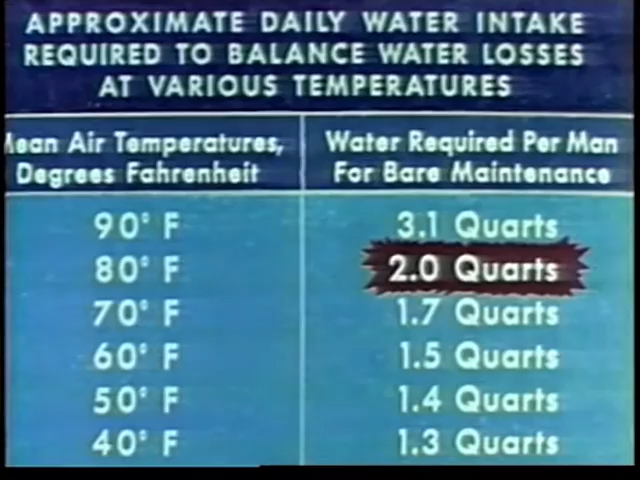 APPROXIMATE DAILY WATER INTAKE
REQUIRED TO BALANCE WATER LOSSES
AT VARIOUS TEMPERATURES
Mean Air Temperatures, Water Required Per Man
Degrees Fahrenheit For Bare Maintenance
90° F 3.1 Quarts
80° F 2.0 Quarts
70° F 1.7 Quarts
60° F 1.5 Quarts
50° F 1.4 Quarts
40° F 1.3 Quarts